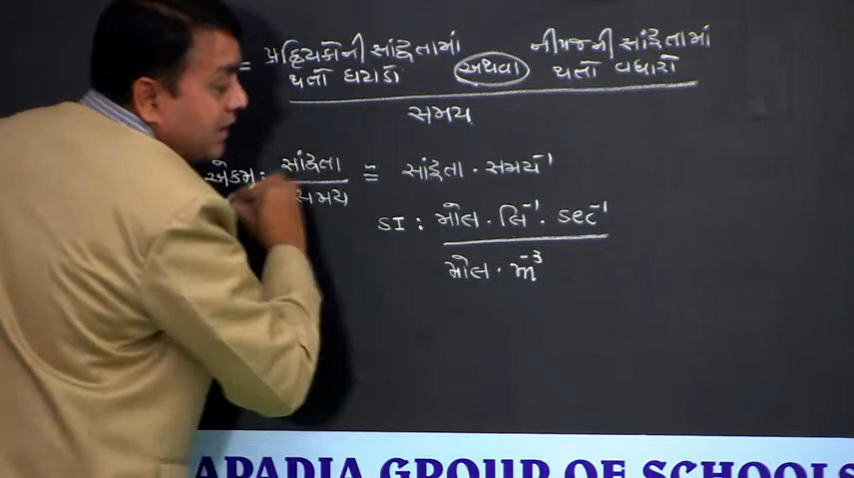 = પ્રક્રિયકોની સાંદ્રતામાં થતો ઘટાડો અથવા નીપજની સાંદ્રતામાં થતો વધારો
સમય
એકમ : સાંદ્રતા / સમય = સાંદ્રતા · સમય⁻¹
SI : મોલ · લિ⁻¹ · sec⁻¹
મોલ · મી⁻³
APADIA GROUP OF SCHOOLS